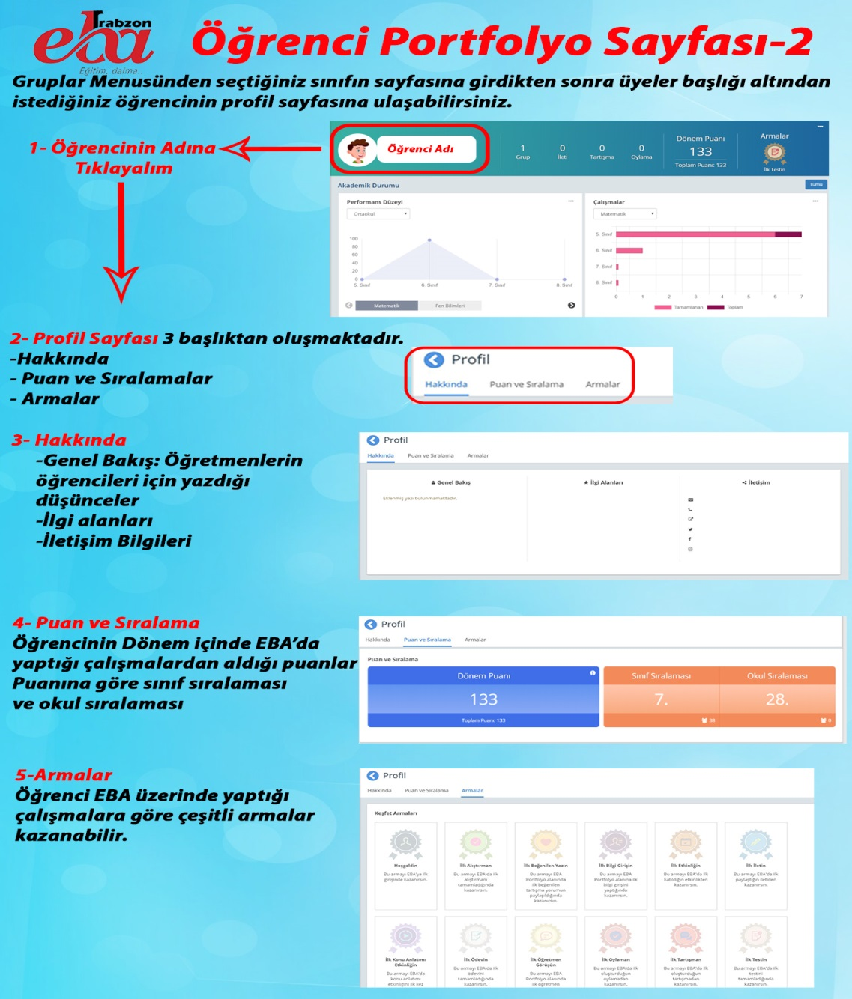 Trabzon
eba
Eğitim, daima...
Öğrenci Portfolyo Sayfası-2
Gruplar Menusünden seçtiğiniz sınıfın sayfasına girdikten sonra üyeler başlığı altından
istediğiniz öğrencinin profil sayfasına ulaşabilirsiniz.
1- Öğrencinin Adına
Tıklayalım
Öğrenci Adı
1
Grup
0
İleti
0
Tartışma
0
Oylama
Dönem Puanı
133
Toplam Puanı: 133
Armalar
İlk Testin
Akademik Durumu
Tümü
Performans Düzeyi
Ortaokul
100
80
60
40
20
0
5. Sınıf 6. Sınıf 7. Sınıf 8. Sınıf
Matematik Fen Bilimleri
Çalışmalar
Matematik
5. Sınıf
6. Sınıf
7. Sınıf
8. Sınıf
0 1 2 3 4 5 6 7
Tamamlanan Toplam
2- Profil Sayfası 3 başlıktan oluşmaktadır.
-Hakkında
- Puan ve Sıralamalar
- Armalar
Profil
Hakkında Puan ve Sıralama Armalar
3- Hakkında
-Genel Bakış: Öğretmenlerin
öğrencileri için yazdığı
düşünceler
-İlgi alanları
-İletişim Bilgileri
Profil
Hakkında Puan ve Sıralama Armalar
Genel Bakış
Eklenmiş yazı bulunmamaktadır.
İlgi Alanları
İletişim
4- Puan ve Sıralama
Öğrencinin Dönem içinde EBA'da
yaptığı çalışmalardan aldığı puanlar
Puanına göre sınıf sıralaması
ve okul sıralaması
Profil
Hakkında Puan ve Sıralama Armalar
Puan ve Sıralama
Dönem Puanı
133
Toplam Puanı: 133
Sınıf Sıralaması
7.
38
Okul Sıralaması
28.
0
5-Armalar
Öğrenci EBA üzerinde yaptığı
çalışmalara göre çeşitli armalar
kazanabilir.
Profil
Hakkında Puan ve Sıralama Armalar
Keşfet Armaları
Hoşgeldin
Bu armayı EBA'ya ilk
girişinde kazanırsın.
İlk Alıştırman
Bu armayı EBA'da ilk
alıştırmanı
tamamladığında
kazanırsın.
İlk Beğenilen Yazın
Bu armayı EBA
Portfolyo alanında
ilk beğenilen
tartışma yorumun
paylaşıldığında
kazanırsın.
İlk Bilgi Girişin
Bu armayı EBA
Portfolyo alanına ilk
bilgi girişini
yaptığında
kazanırsın.
İlk Etkinliğin
Bu armayı EBA'da ilk
katıldığın etkinlikten
kazanırsın.
İlk İletin
Bu armayı EBA'da ilk
paylaştığın iletiden
kazanırsın.
İlk Konu Anlatımı
Etkinliğin
Bu armayı EBA'da
konu anlatımı
etkinliğini ilk kez
İlk Ödevin
Bu armayı EBA'da ilk
ödevini
tamamladığında
kazanırsın.
İlk Öğretmen
Görüşün
Bu armayı EBA
Portfolyo alanında
ilk öğretmen
İlk Oylaman
Bu armayı EBA'da ilk
oluşturduğun
oylamadan
kazanırsın.
İlk Tartışman
Bu armayı EBA'da ilk
oluşturduğun
tartışmadan
kazanırsın.
İlk Testin
Bu armayı EBA'da ilk
testini
tamamladığında
kazanırsın.